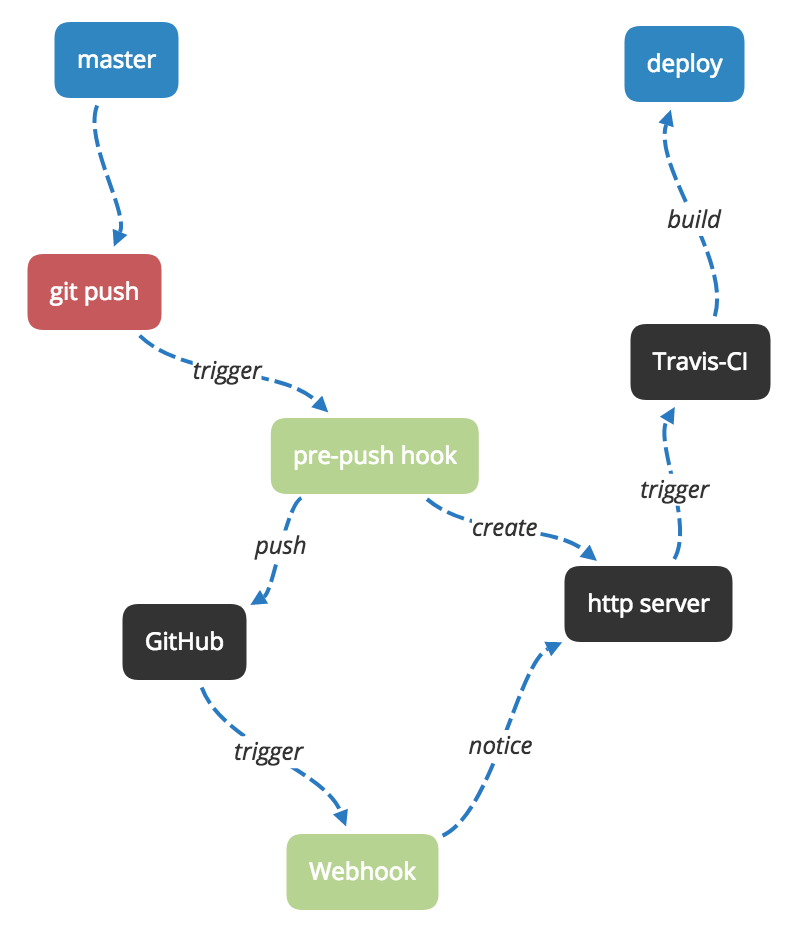 master
deploy
build
git push
Travis-CI
trigger
pre-push hook
trigger
create
push
http server
GitHub
notice
trigger
Webhook